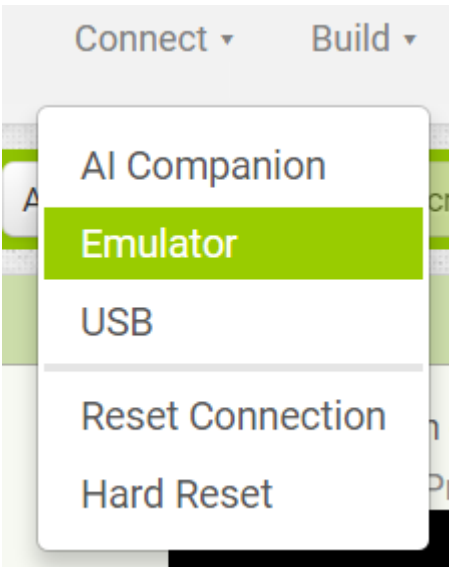 Connect ▾ Build ▾
AI Companion
Emulator
USB
Reset Connection
Hard Reset